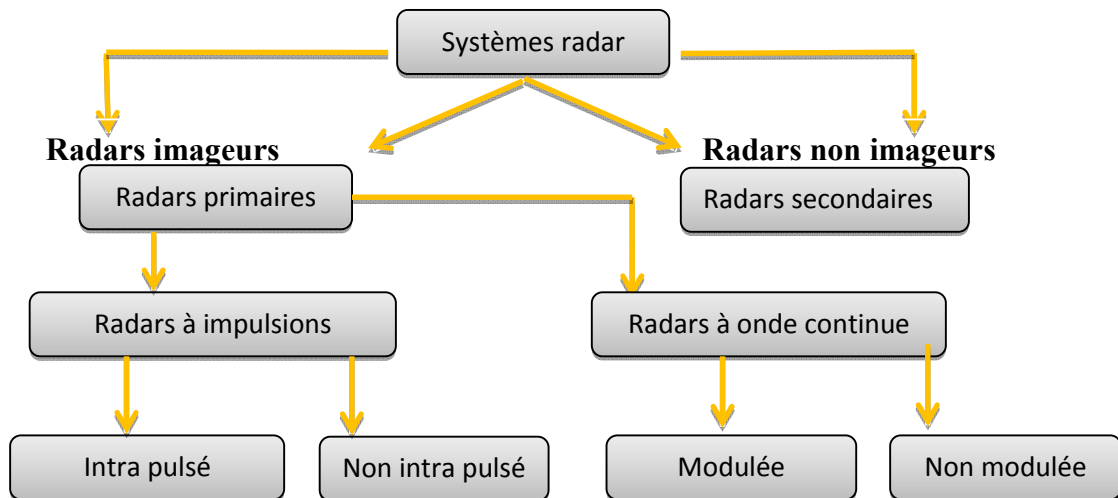 Systèmes radar
Radars imageurs
Radars non imageurs
Radars primaires
Radars secondaires
Radars à impulsions
Radars à onde continue
Intra pulsé
Non intra pulsé
Modulée
Non modulée